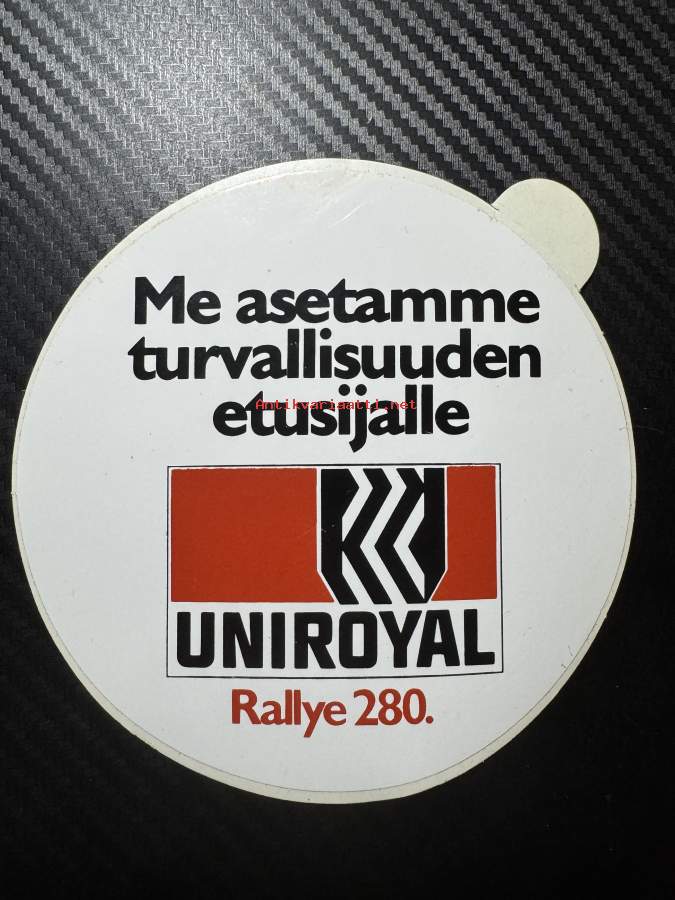 Me asetamme
turvallisuuden
etusijalle
Antikvariaatti.net
UNIROYAL
Rallye 280.